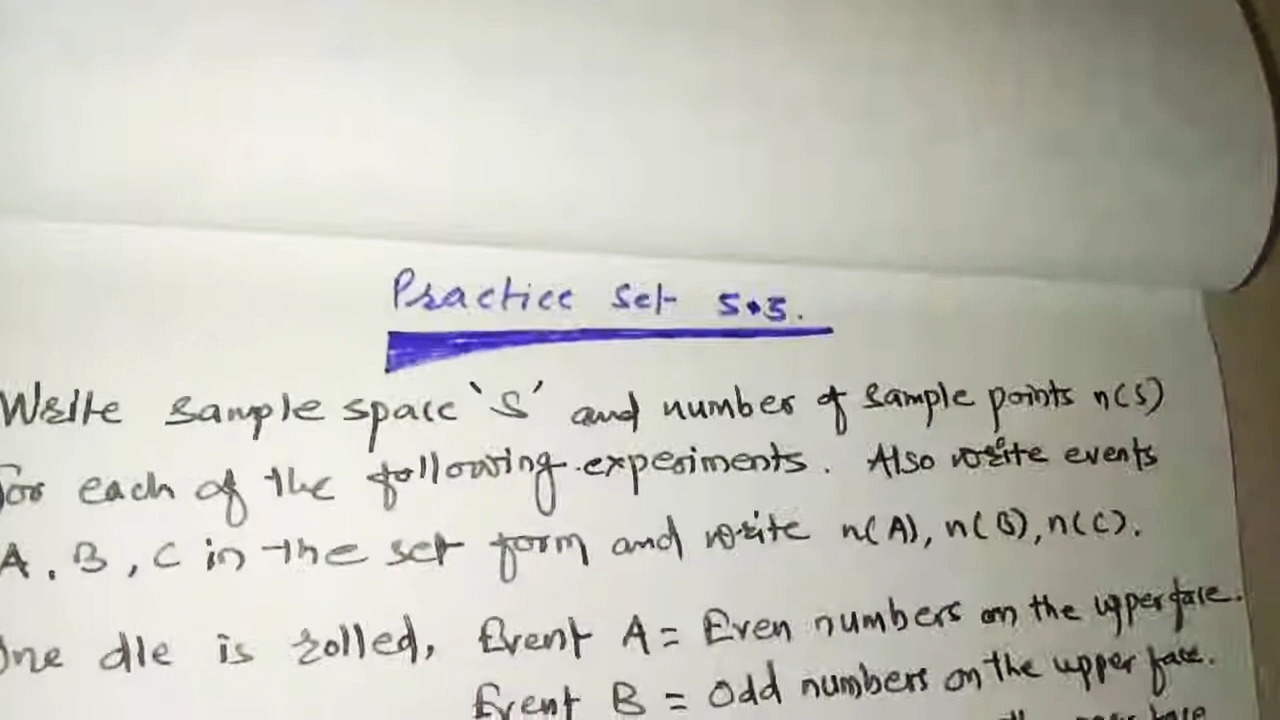 Practice Set 5.5.
Write sample space 'S' and number of sample points n(S)
For each of the following experiments. Also write events
A, B, C in the set form and write n(A), n(B), n(C).
One die is rolled, Event A = Even numbers on the upper face.
Event B = Odd numbers on the upper face.